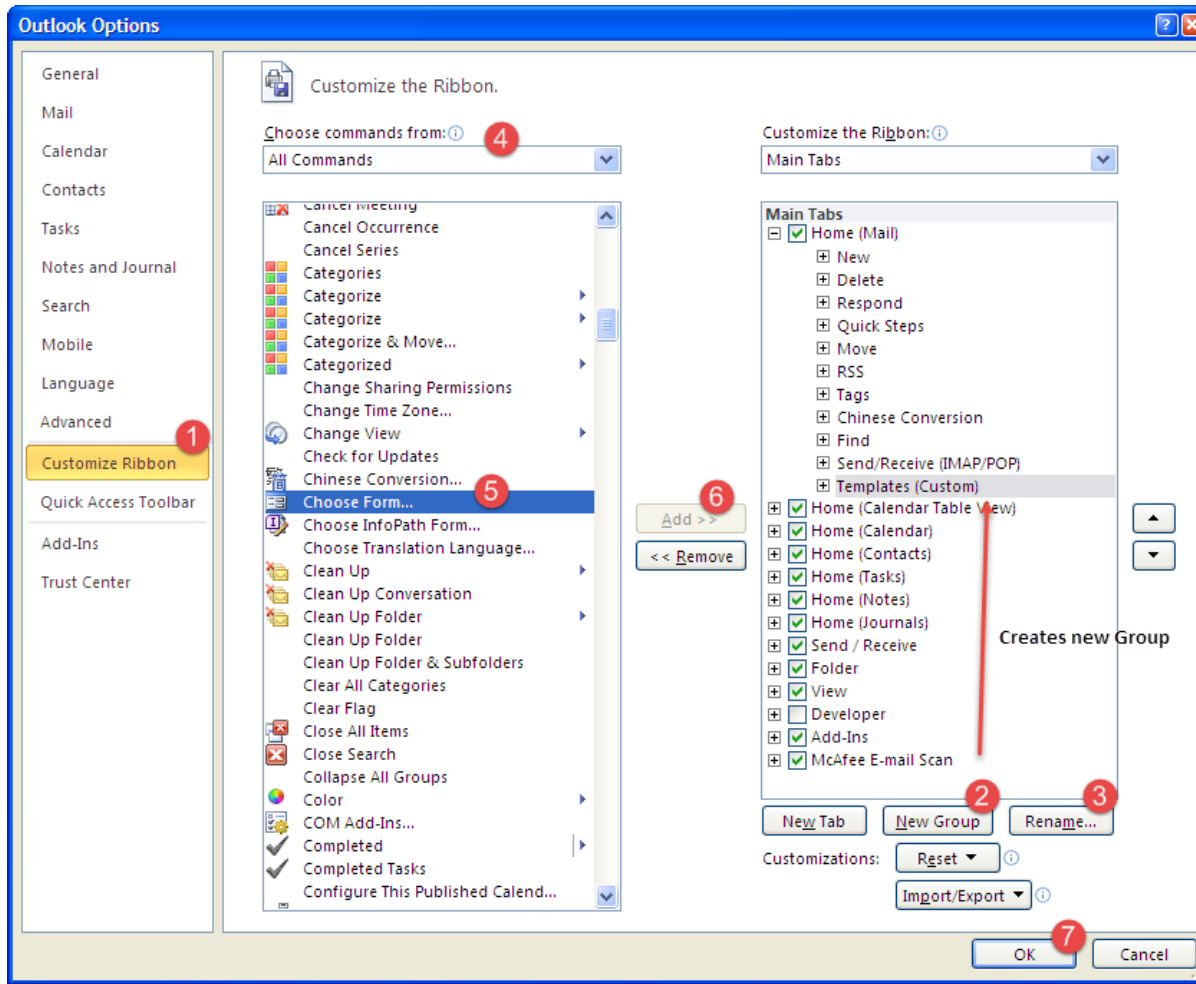 Outlook Options
General
Mail
Calendar
Contacts
Tasks
Notes and Journal
Search
Mobile
Language
Advanced
1
Customize Ribbon
Quick Access Toolbar
Add-Ins
Trust Center
Customize the Ribbon.
Choose commands from:
4
All Commands
Cancel Meeting
Cancel Occurrence
Cancel Series
Categories
Categorize
Categorize
Categorize & Move...
Categorized
Change Sharing Permissions
Change Time Zone...
Change View
Check for Updates
Chinese Conversion...
Choose Form...
5
Choose InfoPath Form...
Choose Translation Language...
Clean Up
Clean Up Conversation
Clean Up Folder
Clean Up Folder
Clean Up Folder & Subfolders
Clear All Categories
Clear Flag
Close All Items
Close Search
Collapse All Groups
Color
COM Add-Ins...
Completed
Completed Tasks
Configure This Published Calend...
6
Add >>
<< Remove
Customize the Ribbon:
Main Tabs
Main Tabs
Home (Mail)
New
Delete
Respond
Quick Steps
Move
RSS
Tags
Chinese Conversion
Find
Send/Receive (IMAP/POP)
Templates (Custom)
Home (Calendar Table View)
Home (Calendar)
Home (Contacts)
Home (Tasks)
Home (Notes)
Home (Journals)
Send / Receive
Folder
View
Developer
Add-Ins
McAfee E-mail Scan
Creates new Group
2
3
New Tab
New Group
Rename...
Customizations:
Reset
Import/Export
7
OK
Cancel